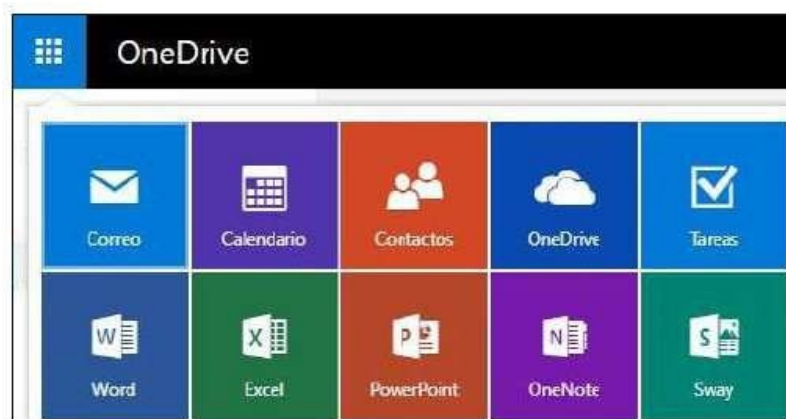 OneDrive
Correo Calendario Contactos OneDrive Tareas
Word Excel PowerPoint OneNote Sway